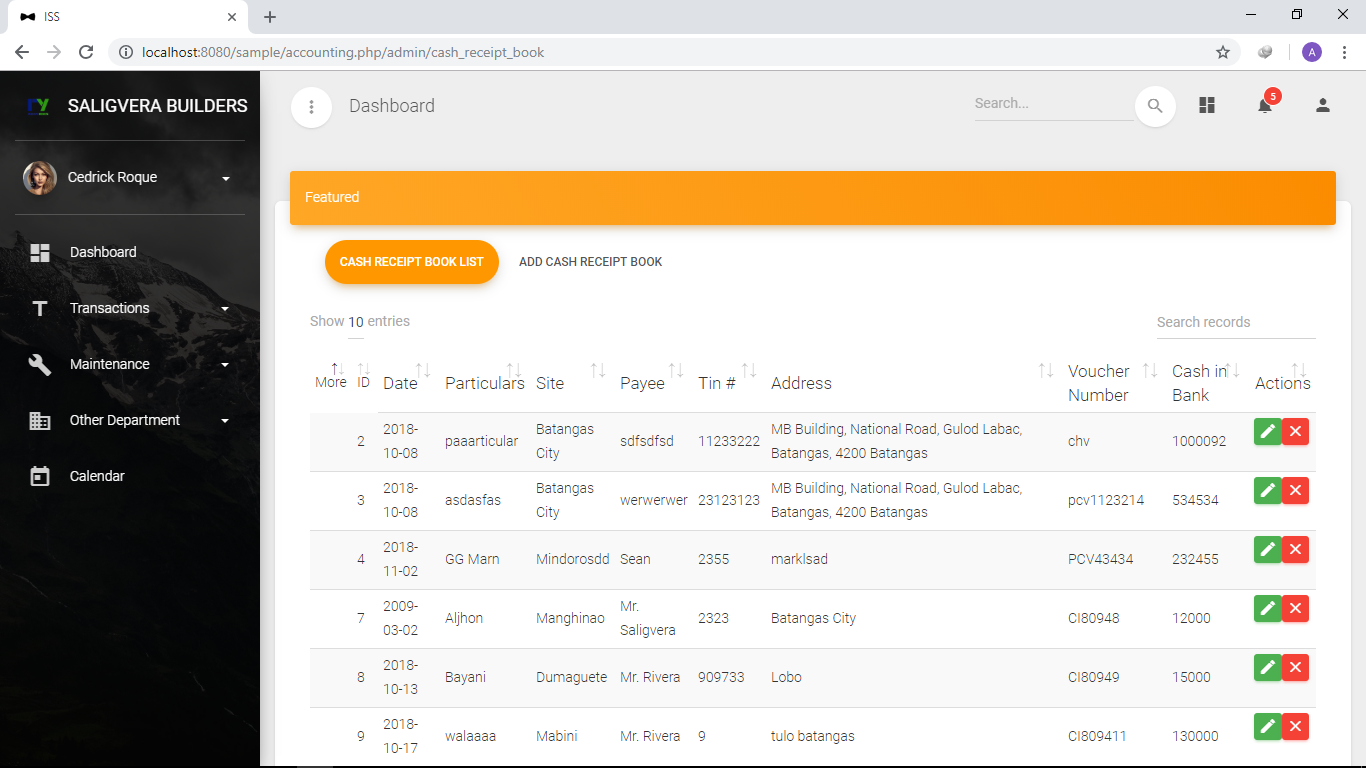 ISS
localhost:8080/sample/accounting.php/admin/cash_receipt_book
A
SALIGVERA BUILDERS
Dashboard
Search...
5
Cedrick Roque
Dashboard
Transactions
Maintenance
Other Department
Calendar
Featured
CASH RECEIPT BOOK LIST ADD CASH RECEIPT BOOK
Show 10 entries
Search records
More ID Date Particulars Site Payee Tin # Address Voucher Number Cash in Bank Actions
2 2018-10-08 paaarticular Batangas City sdfsdfsd 11233222 MB Building, National Road, Gulod Labac, Batangas, 4200 Batangas chv 1000092
3 2018-10-08 asdasfas Batangas City werwerwer 23123123 MB Building, National Road, Gulod Labac, Batangas, 4200 Batangas pcv1123214 534534
4 2018-11-02 GG Marn Mindorosdd Sean 2355 marklsad PCV43434 232455
7 2009-03-02 Aljhon Manghinao Mr. Saligvera 2323 Batangas City CI80948 12000
8 2018-10-13 Bayani Dumaguete Mr. Rivera 909733 Lobo CI80949 15000
9 2018-10-17 walaaaa Mabini Mr. Rivera 9 tulo batangas CI809411 130000